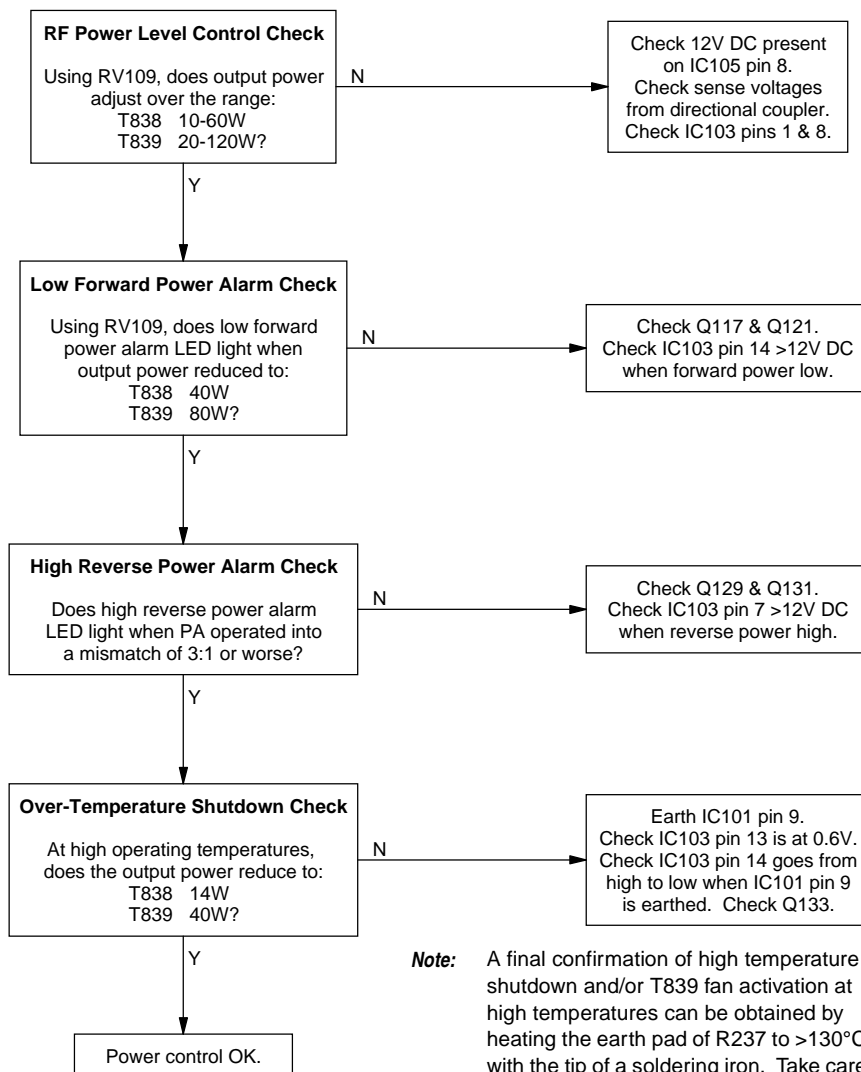 RF Power Level Control Check
Using RV109, does output power
adjust over the range:
T838 10-60W
T839 20-120W?
N
Check 12V DC present
on IC105 pin 8.
Check sense voltages
from directional coupler.
Check IC103 pins 1 & 8.
Y
Low Forward Power Alarm Check
Using RV109, does low forward
power alarm LED light when
output power reduced to:
T838 40W
T839 80W?
N
Check Q117 & Q121.
Check IC103 pin 14 >12V DC
when forward power low.
Y
High Reverse Power Alarm Check
Does high reverse power alarm
LED light when PA operated into
a mismatch of 3:1 or worse?
N
Check Q129 & Q131.
Check IC103 pin 7 >12V DC
when reverse power high.
Y
Over-Temperature Shutdown Check
At high operating temperatures,
does the output power reduce to:
T838 14W
T839 40W?
N
Earth IC101 pin 9.
Check IC103 pin 13 is at 0.6V.
Check IC103 pin 14 goes from
high to low when IC101 pin 9
is earthed. Check Q133.
Y
Power control OK.
Note: A final confirmation of high temperature
shutdown and/or T839 fan activation at
high temperatures can be obtained by
heating the earth pad of R237 to >130°C
with the tip of a soldering iron. Take care